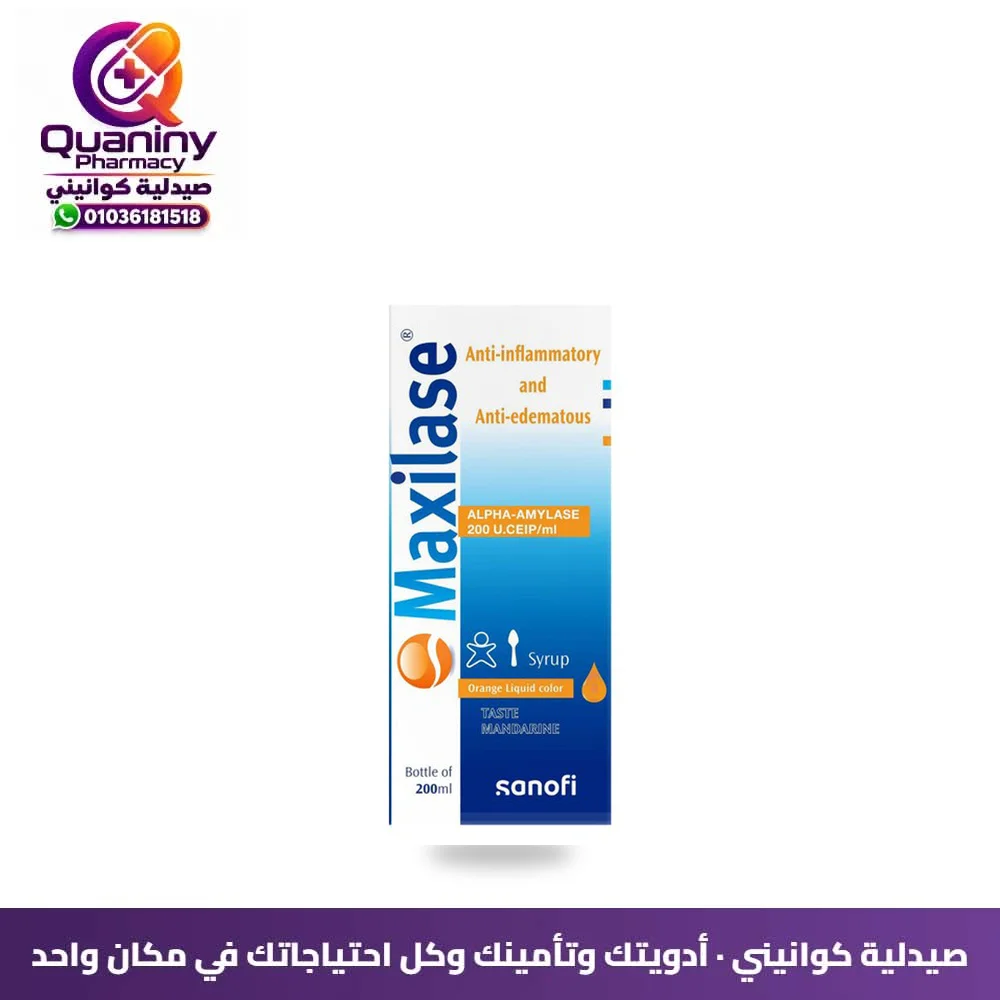 Quaniny
Pharmacy
صيدلية كوانيني
01036181518
Maxilase®
Anti-inflammatory
and
Anti-edematous
ALPHA-AMYLASE
200 U.CEIP/ml
Syrup
Orange Liquid color
TASTE
MANDARINE
Bottle of
200ml
sanofi
صيدلية كوانيني · أدويتك وتأمينك وكل احتياجاتك في مكان واحد